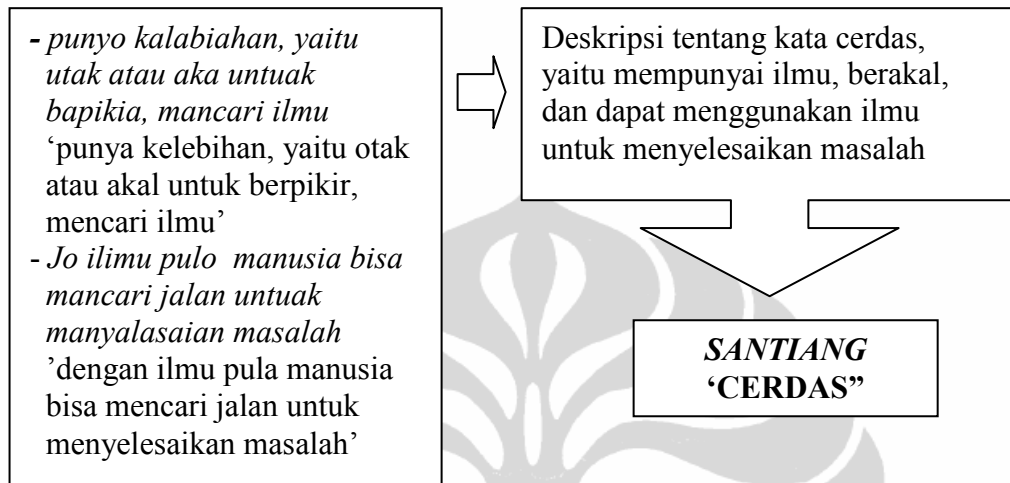 - punyo kalabiahan, yaitu
utak atau aka untuak
bapikia, mancari ilmu
‘punya kelebihan, yaitu otak
atau akal untuk berpikir,
mencari ilmu’
- Jo ilimu pulo manusia bisa
mancari jalan untuak
manyalasaian masalah
’dengan ilmu pula manusia
bisa mencari jalan untuk
menyelesaikan masalah’
Deskripsi tentang kata cerdas,
yaitu mempunyai ilmu, berakal,
dan dapat menggunakan ilmu
untuk menyelesaikan masalah
SANTIANG
‘CERDAS”